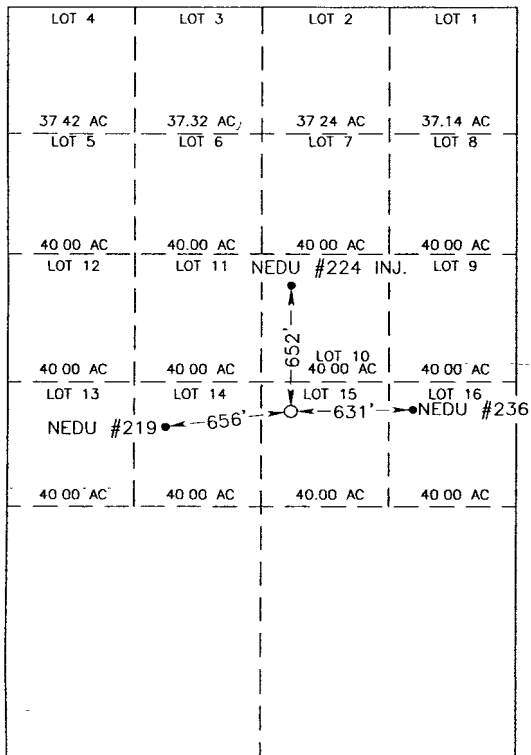 LOT 4 LOT 3 LOT 2 LOT 1
37 42 AC 37.32 AC 37 24 AC 37.14 AC
LOT 5 LOT 6 LOT 7 LOT 8
40 00 AC 40.00 AC 40 00 AC 40 00 AC
LOT 12 LOT 11 LOT 9
NEDU #224 INJ.
652'
LOT 10
40 00 AC 40 00 AC 40 00 AC 40 00 AC
LOT 13 LOT 14 LOT 15 LOT 16
NEDU #219 656' 631' NEDU #236
40 00 AC 40 00 AC 40.00 AC 40 00 AC